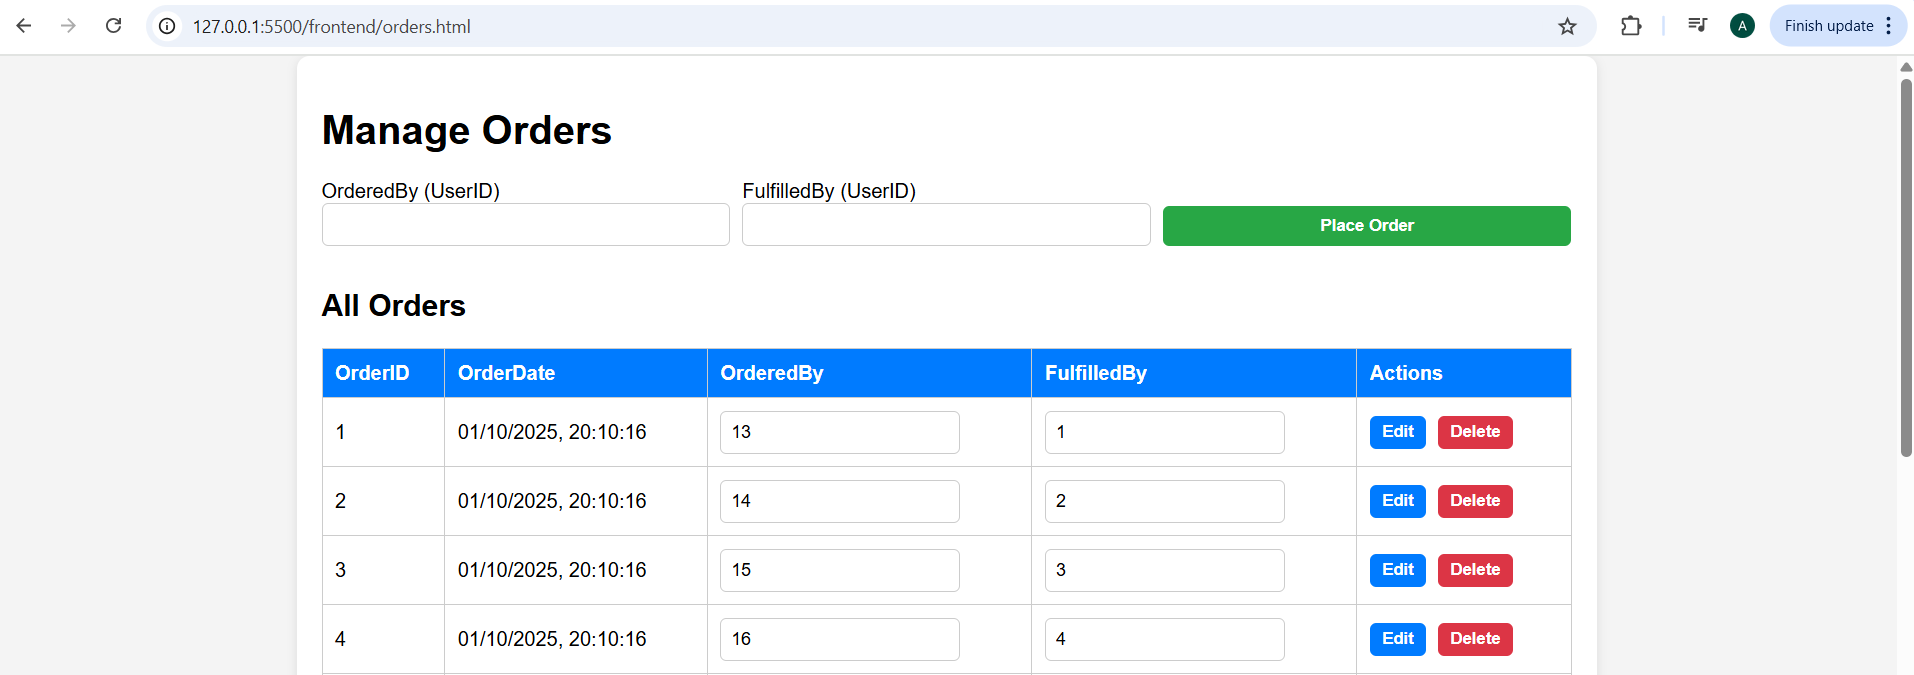 127.0.0.1:5500/frontend/orders.html A Finish update
Manage Orders
OrderedBy (UserID) FulfilledBy (UserID)
Place Order
All Orders
OrderID OrderDate OrderedBy FulfilledBy Actions
1 01/10/2025, 20:10:16 13 1 Edit Delete
2 01/10/2025, 20:10:16 14 2 Edit Delete
3 01/10/2025, 20:10:16 15 3 Edit Delete
4 01/10/2025, 20:10:16 16 4 Edit Delete